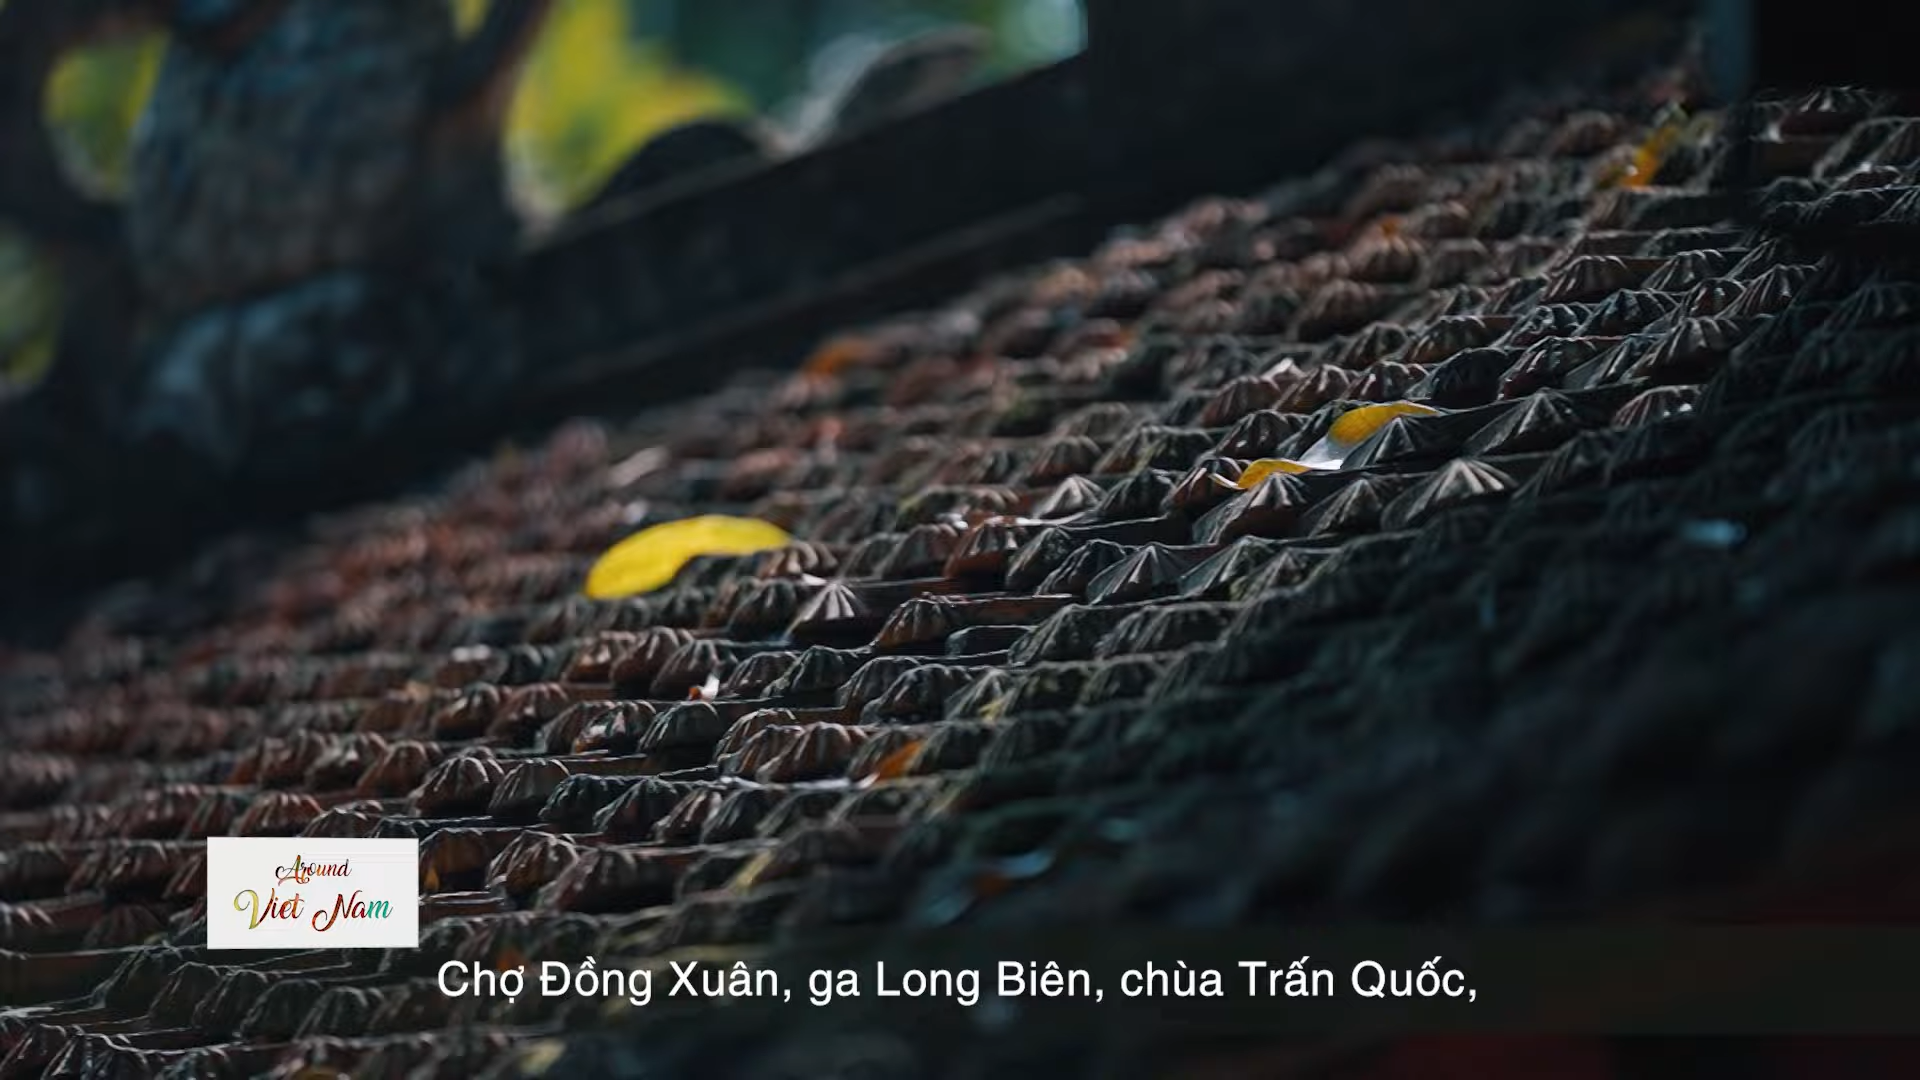 Around
Viet Nam
Chợ Đồng Xuân, ga Long Biên, chùa Trấn Quốc,